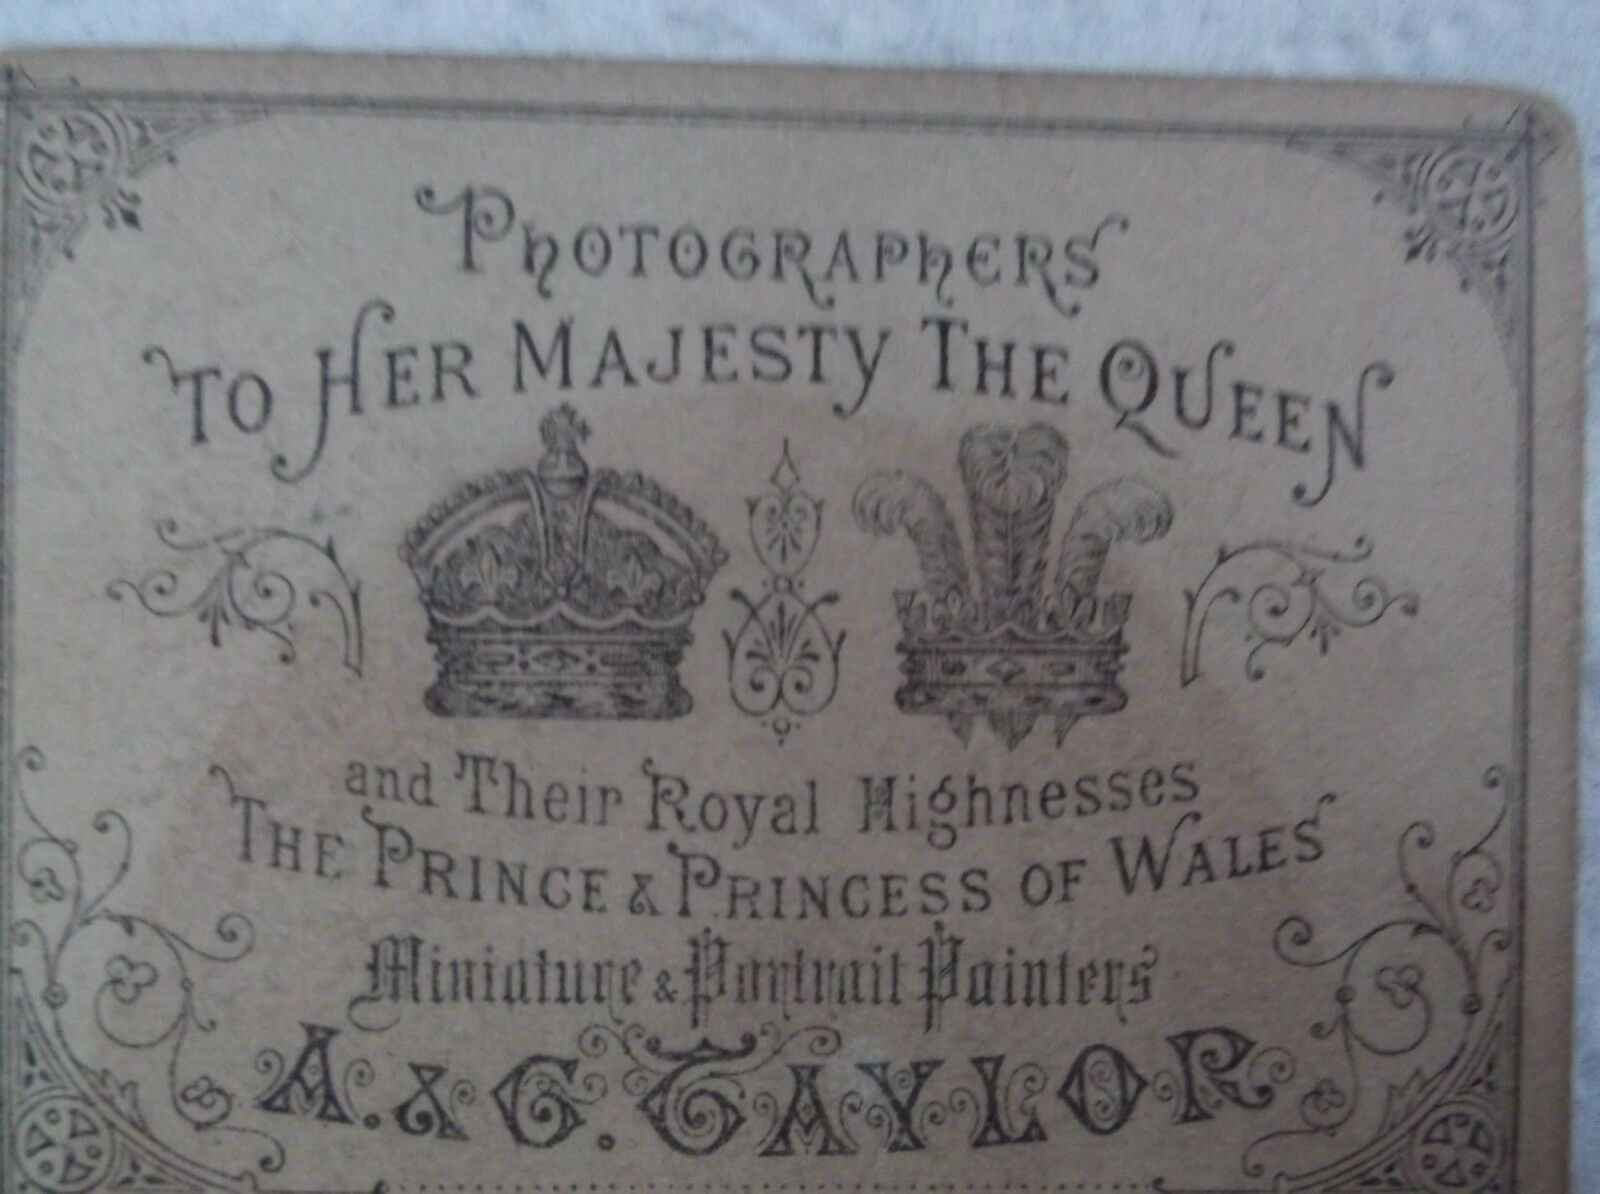 Photographers
to Her Majesty The Queen
and Their Royal Highnesses
The Prince & Princess of Wales
Miniature & Portrait Painters
A. & G. Taylor